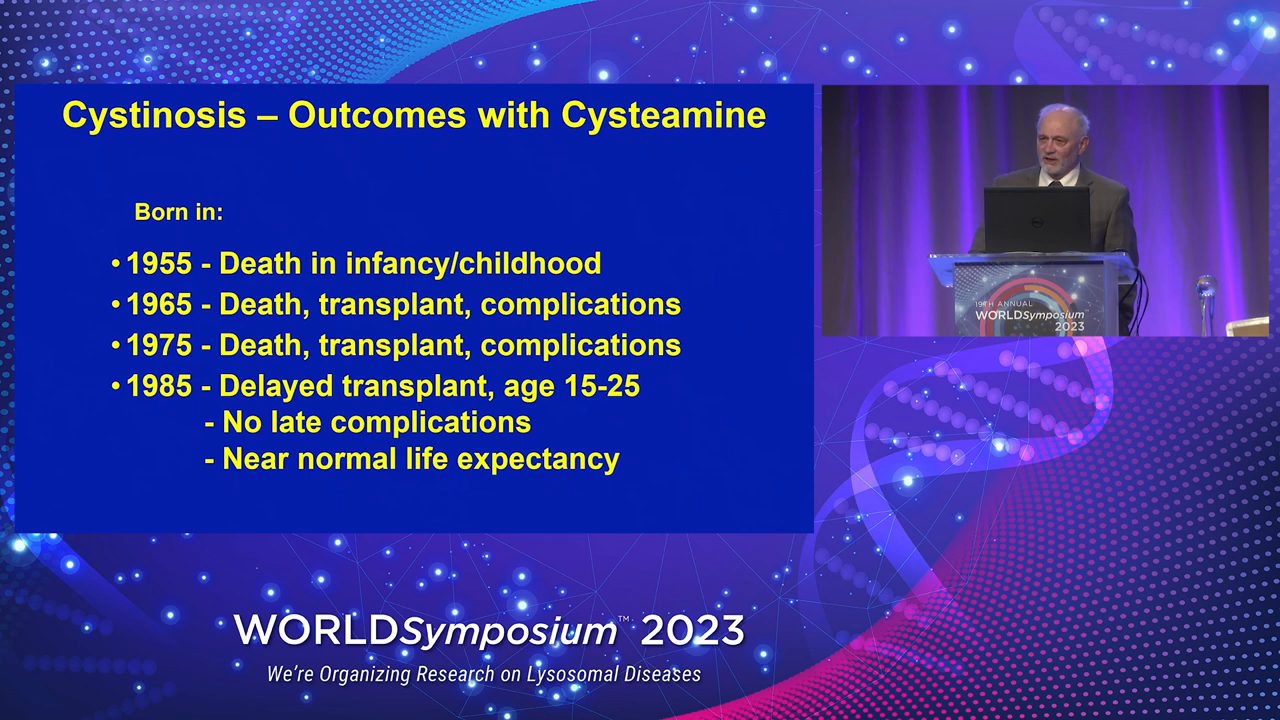 Cystinosis – Outcomes with Cysteamine
Born in:
• 1955 - Death in infancy/childhood
• 1965 - Death, transplant, complications
• 1975 - Death, transplant, complications
• 1985 - Delayed transplant, age 15-25
- No late complications
- Near normal life expectancy
19TH ANNUAL
WORLDSymposium
2023
WORLDSymposium™ 2023
We're Organizing Research on Lysosomal Diseases